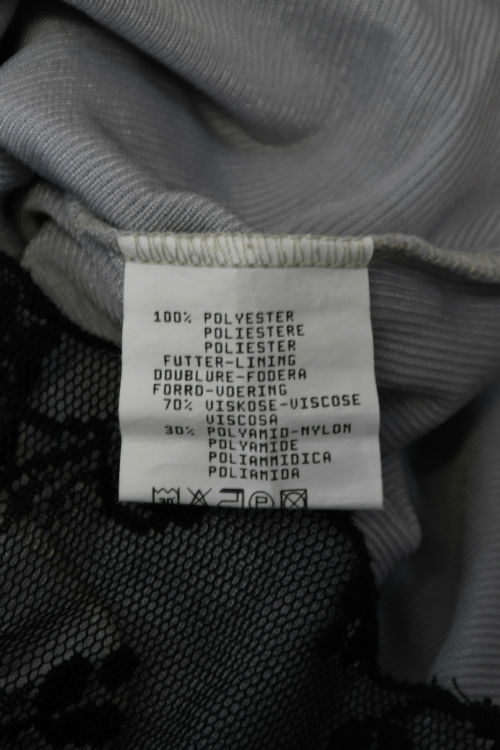 100% POLYESTER
POLIESTERE
POLIESTER
FUTTER-LINING
DOUBLURE-FODERA
FORRO-VOERING
70% VISKOSE-VISCOSE
VISCOSA
30% POLYAMID-NYLON
POLYAMIDE
POLIAMMIDICA
POLIAMIDA
30 P